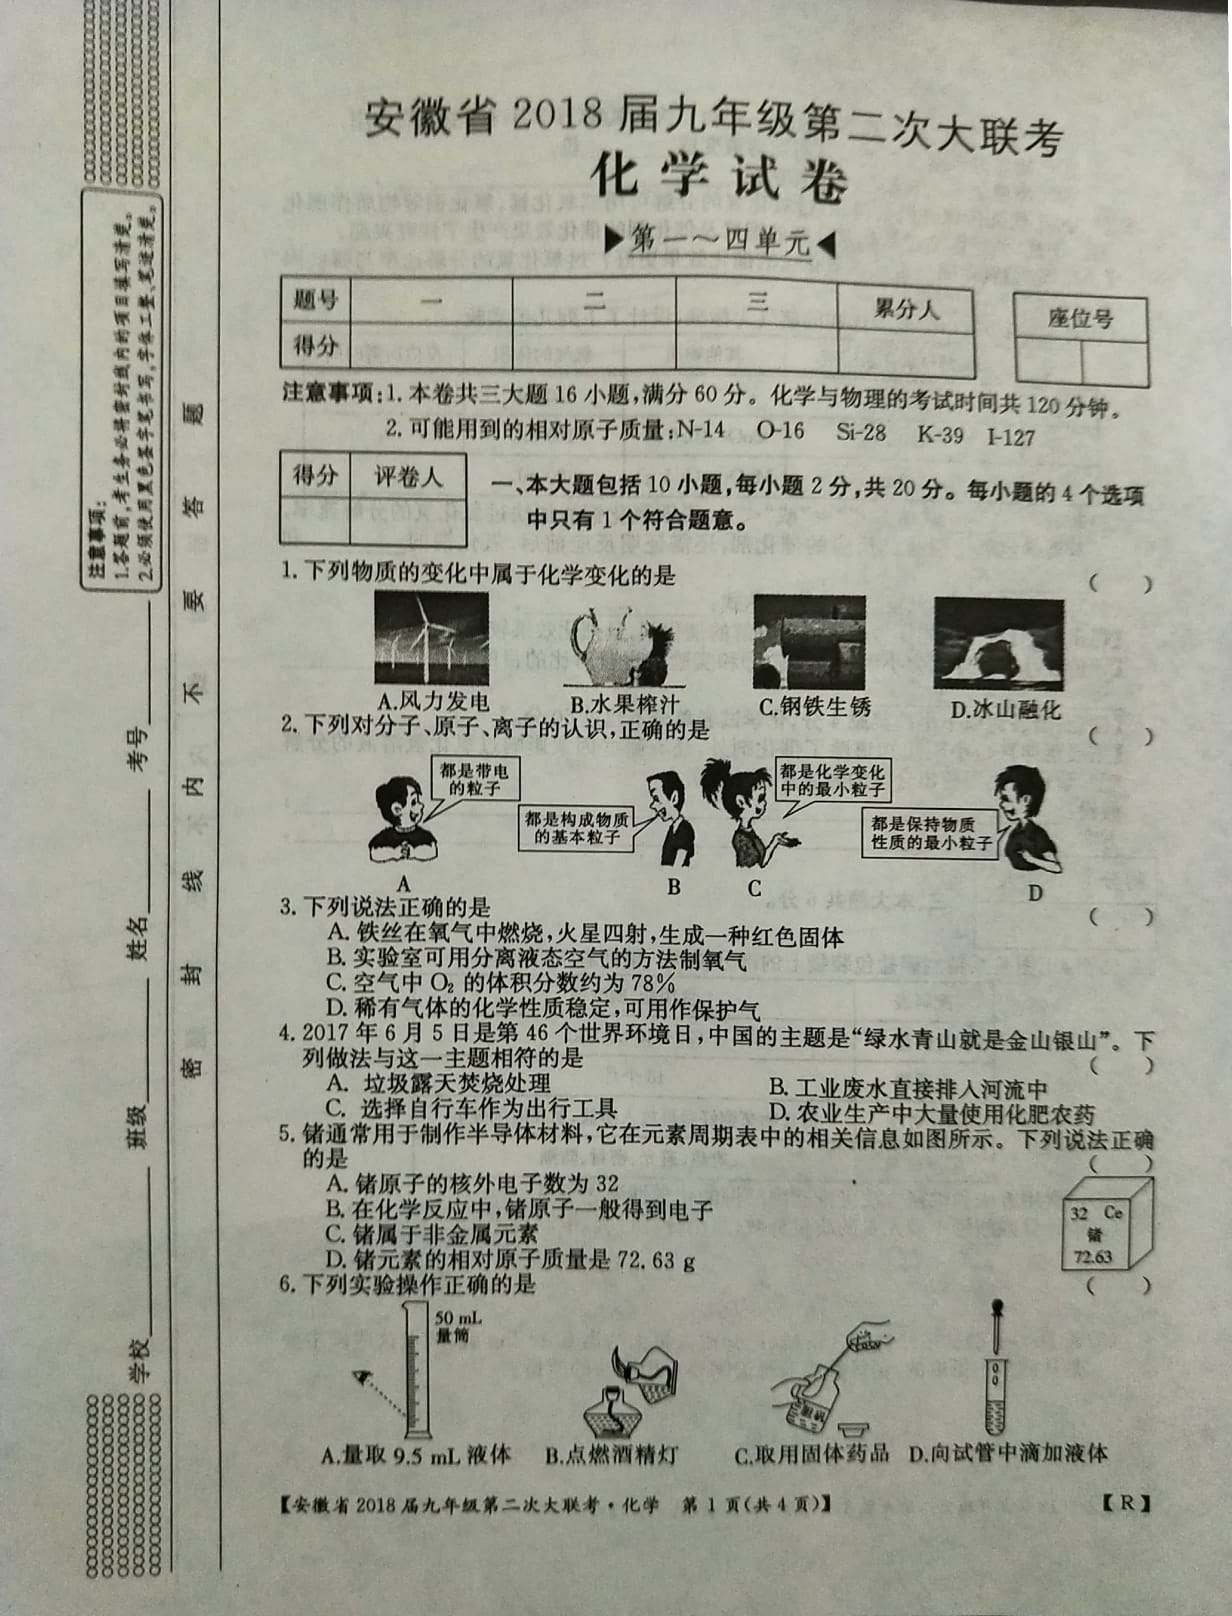 安徽省2018届九年级第二次大联考
化学试卷
▶第一～四单元◀
题号 一 二 三 累分人
得分
座位号
注意事项:1.本卷共三大题16小题,满分60分。化学与物理的考试时间共120分钟。
2.可能用到的相对原子质量:N-14 O-16 Si-28 K-39 I-127
得分 评卷人
一、本大题包括10小题,每小题2分,共20分。每小题的4个选项
中只有1个符合题意。
1.下列物质的变化中属于化学变化的是 ( )
A.风力发电 B.水果榨汁 C.钢铁生锈 D.冰山融化
2.下列对分子、原子、离子的认识,正确的是 ( )
都是带电
的粒子
都是构成物质
的基本粒子
都是化学变化
中的最小粒子
都是保持物质
性质的最小粒子
A B C D
3.下列说法正确的是 ( )
A.铁丝在氧气中燃烧,火星四射,生成一种红色固体
B.实验室可用分离液态空气的方法制氧气
C.空气中O₂的体积分数约为78%
D.稀有气体的化学性质稳定,可用作保护气
4.2017年6月5日是第46个世界环境日,中国的主题是“绿水青山就是金山银山”。下
列做法与这一主题相符的是 ( )
A.垃圾露天焚烧处理 B.工业废水直接排入河流中
C.选择自行车作为出行工具 D.农业生产中大量使用化肥农药
5.锗通常用于制作半导体材料,它在元素周期表中的相关信息如图所示。下列说法正确
的是 ( )
A.锗原子的核外电子数为32
B.在化学反应中,锗原子一般得到电子
C.锗属于非金属元素
D.锗元素的相对原子质量是72.63 g
32 Ge
锗
72.63
6.下列实验操作正确的是 ( )
50 mL
量筒
A.量取9.5 mL液体 B.点燃酒精灯 C.取用固体药品 D.向试管中滴加液体
【安徽省2018届九年级第二次大联考·化学 第1页(共4页)】 【R】
注意事项:
1.答题前,考生务必将密封线内的项目填写清楚。
2.必须使用黑色签字笔书写,字体工整、笔迹清楚。
学校 班级 姓名 考号
密封线内不要答题